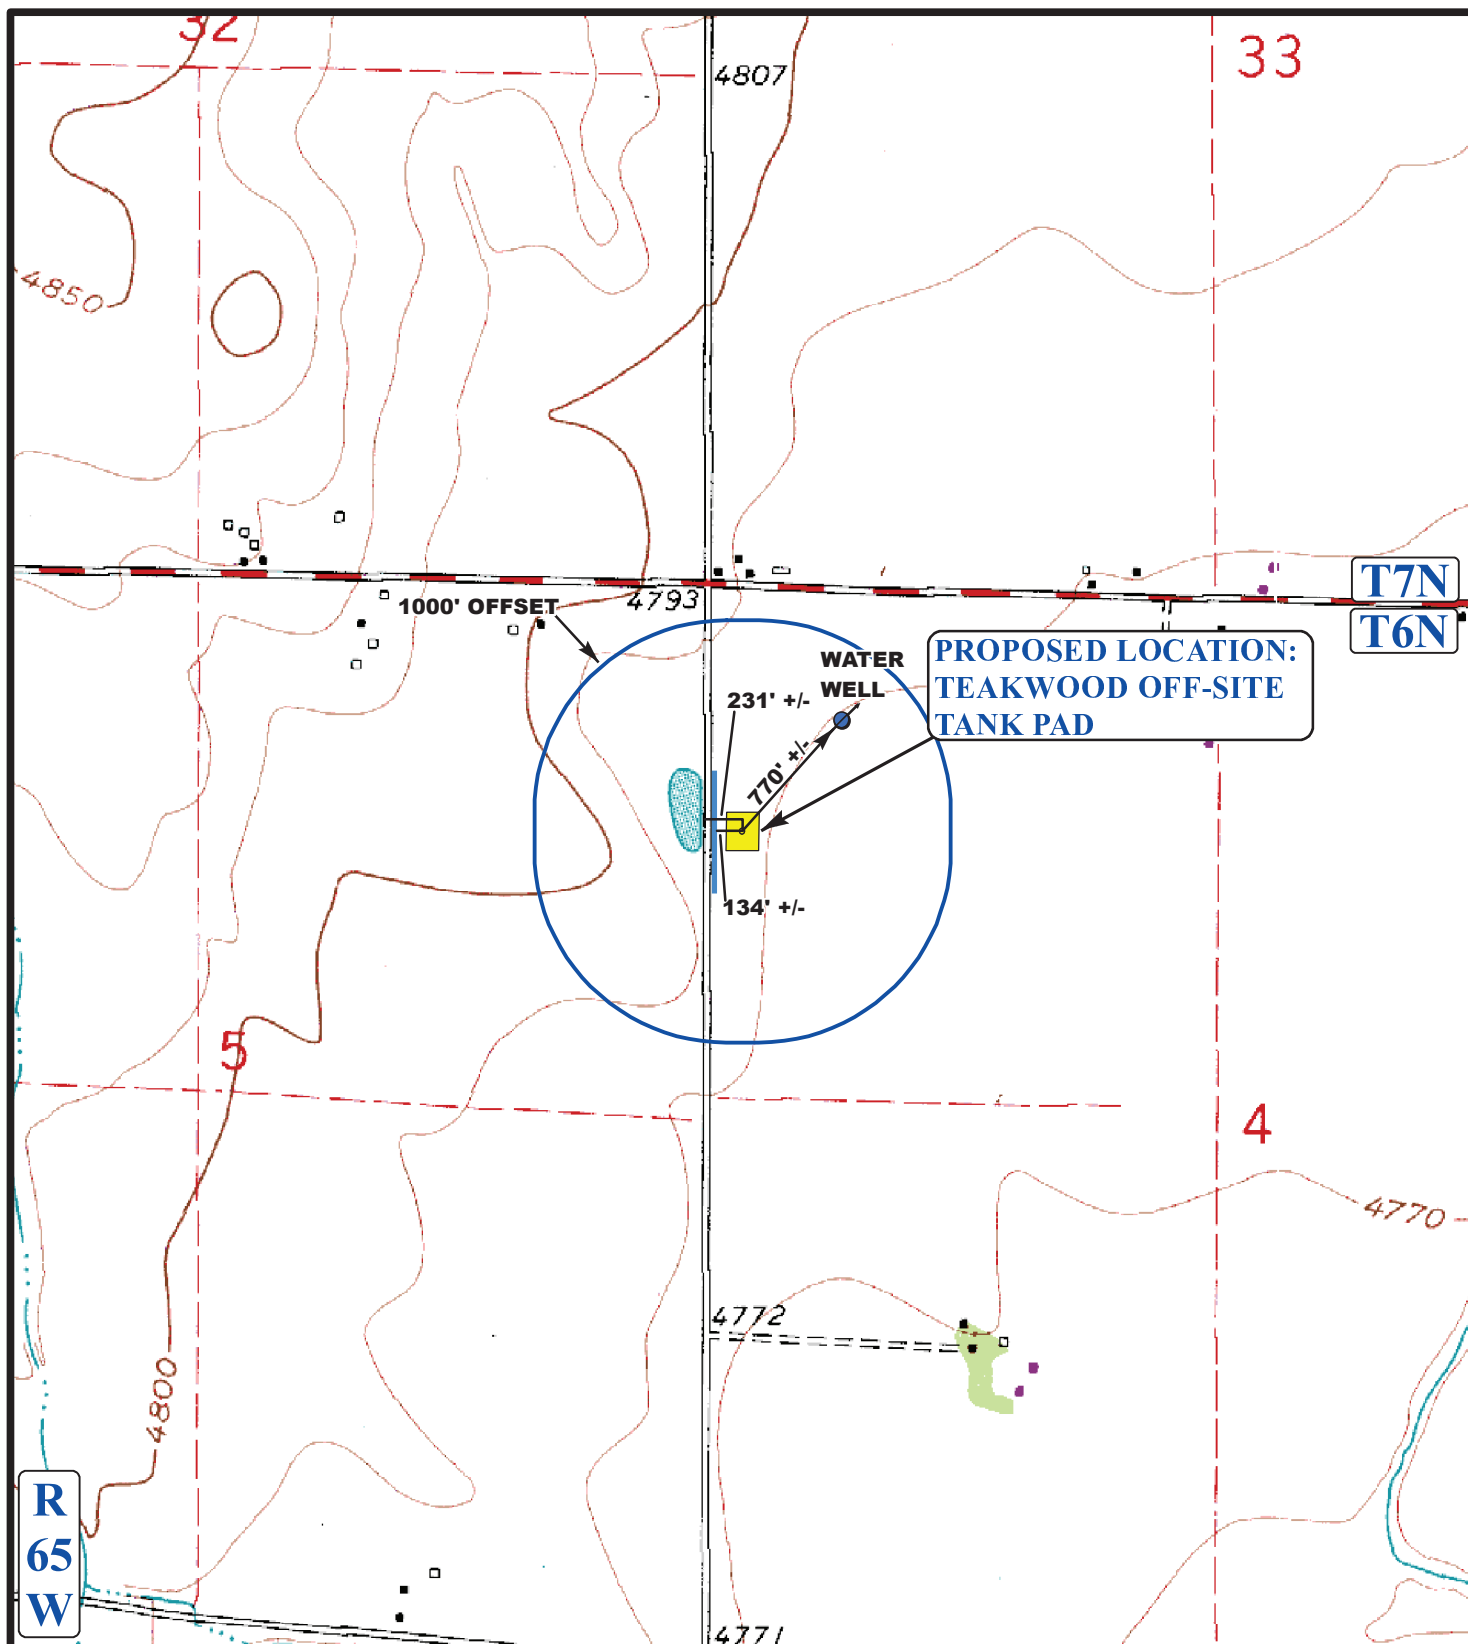 32
33
4807
4850
T7N
1000' OFFSET
4793
T6N
WATER
WELL
PROPOSED LOCATION:
TEAKWOOD OFF-SITE
TANK PAD
231' +/-
770' +/-
134' +/-
5
4
4770
4772
4800
R
65
W
4771